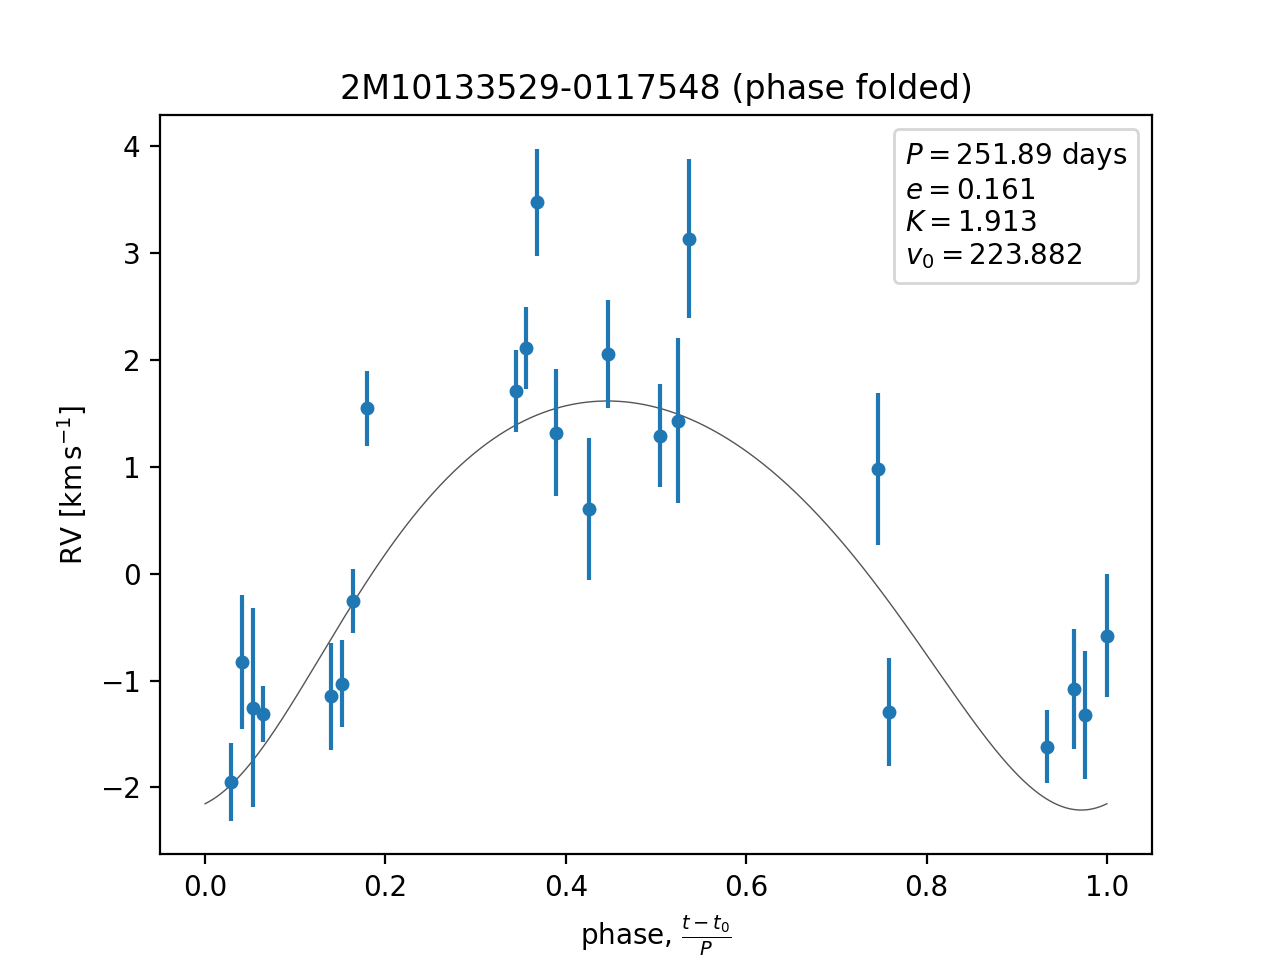 2M10133529-0117548 (phase folded)
P = 251.89 days
e = 0.161
K = 1.913
v₀ = 223.882
4
3
2
1
0
−1
−2
RV [km s⁻¹]
0.0 0.2 0.4 0.6 0.8 1.0
phase, (t − t₀)/P